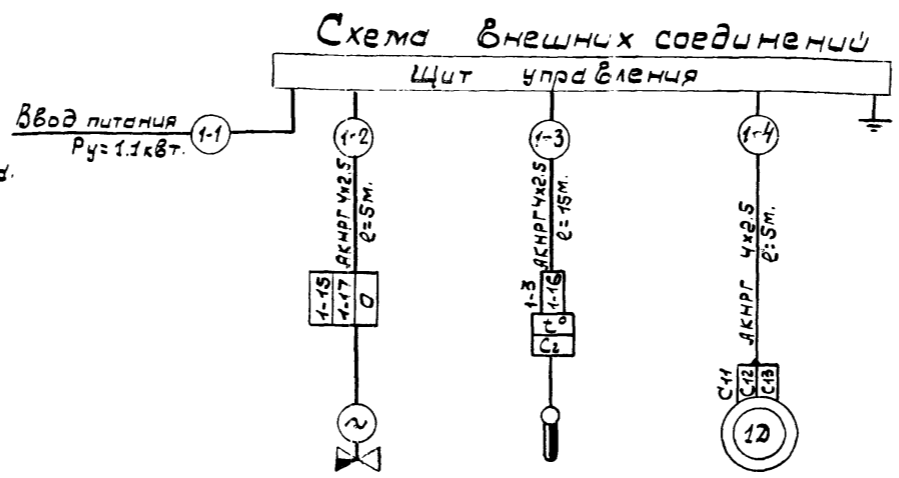 Схема внешних соединений
Щит управления
Ввод питания
Ру=1.1квт.
1-1
1-2
1-3
1-4
АКНРГ 4х2.5
ℓ=5м.
АКНРГ 4х2.5
ℓ=15м.
АКНРГ 4х2.5
ℓ=5м.
1-15
1-17
0
1-3
1-16
t°
C2
С11
С12
С13
1Д
~